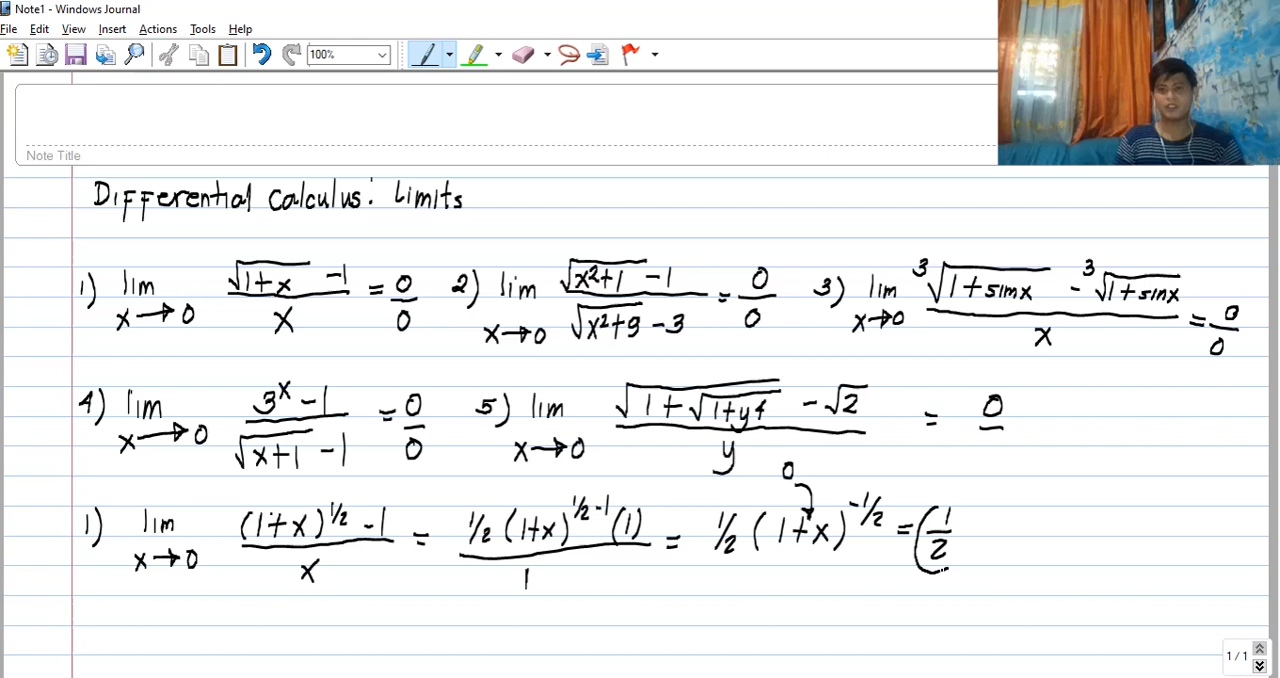 Note1 - Windows Journal
File Edit View Insert Actions Tools Help
100%
Note Title
Differential Calculus: Limits
1) lim x→0 (√(1+x) - 1)/x = 0/0 2) lim x→0 (√(x²+1) - 1)/(√(x²+9) - 3) = 0/0 3) lim x→0 (³√(1+sinx) - ³√(1+sinx))/x = 0/0
4) lim x→0 (3^x - 1)/(√(x+1) - 1) = 0/0 5) lim x→0 (√(1+√(1+y4)) - √2)/y = 0/
0
1) lim x→0 ((1+x)^1/2 - 1)/x = (1/2 (1+x)^1/2-1 (1))/1 = 1/2 (1+x)^-1/2 = (1/2
1 / 1